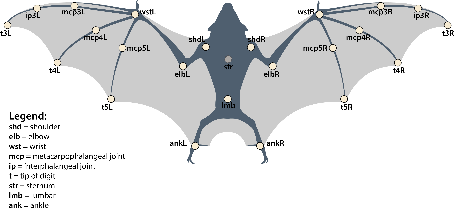 ip3L
mcp3L
wstL
wstR
mcp3R
ip3R
t3L
mcp4L
shdL
shdR
mcp4R
t3R
mcp5L
mcp5R
t4L
elbL
str
elbR
t4R
t5L
lmb
t5R
ankL
ankR
Legend:
shd = shoulder
elb = elbow
wst = wrist
mcp = metacarpophalangeal joint
ip = interphalangeal joint
t = tip of digit
str = sternum
lmb = lumbar
ank = ankle